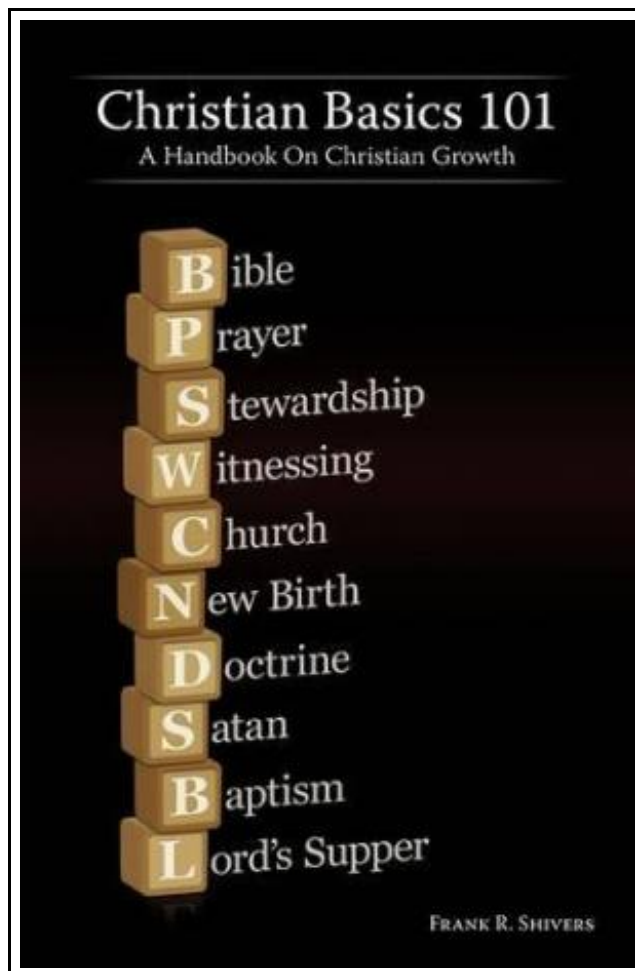 Christian Basics 101
A Handbook On Christian Growth
Bible
Prayer
Stewardship
Witnessing
Church
New Birth
Doctrine
Satan
Baptism
Lord's Supper
FRANK R. SHIVERS